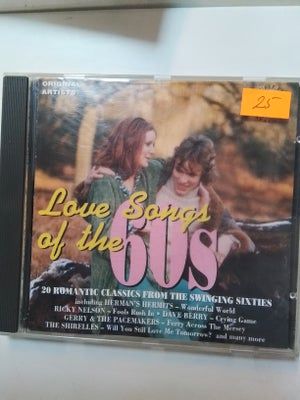 ORIGINAL
ARTISTS
25
Love Songs
of the 60s
20 ROMANTIC CLASSICS FROM THE SWINGING SIXTIES
including HERMAN'S HERMITS – Wonderful World
RICKY NELSON – Fools Rush In • DAVE BERRY – Crying Game
GERRY & THE PACEMAKERS – Ferry Across The Mersey
THE SHIRELLES – Will You Still Love Me Tomorrow? and many more